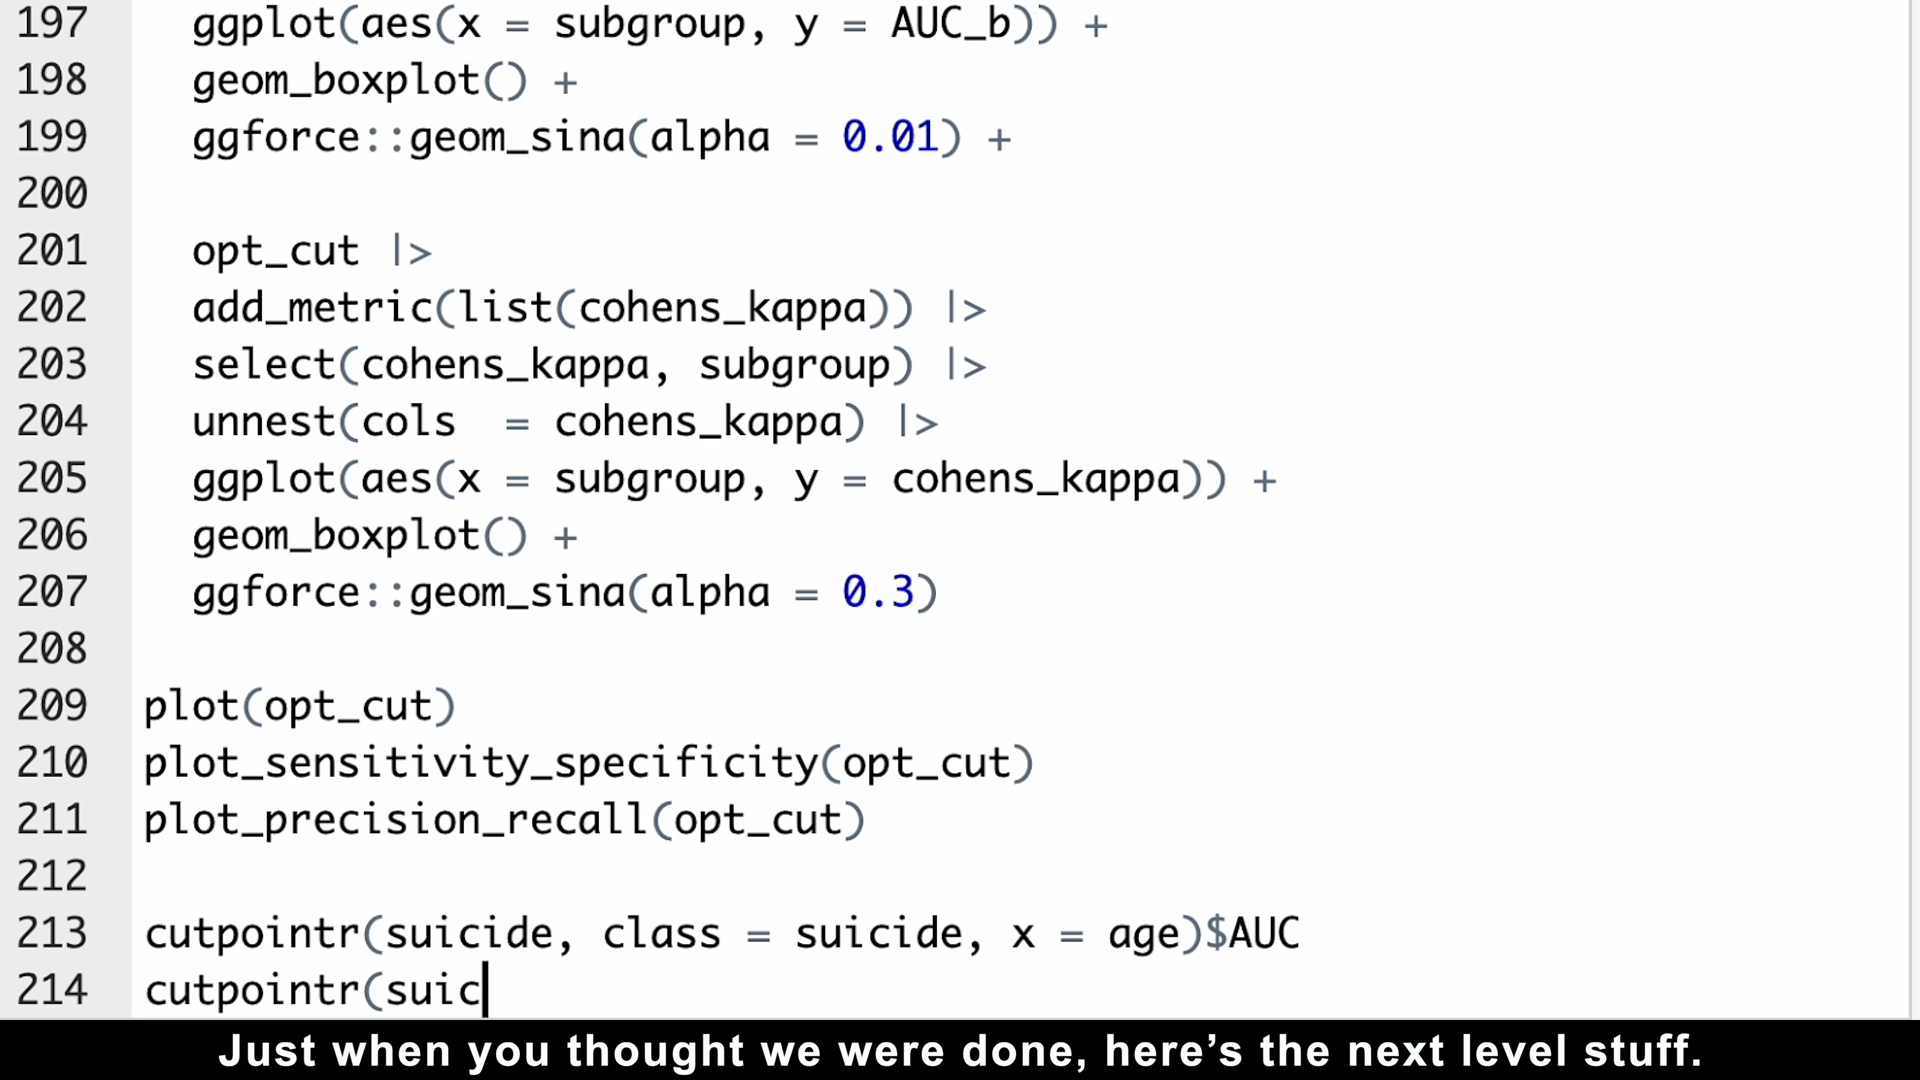 197 ggplot(aes(x = subgroup, y = AUC_b)) +
198 geom_boxplot() +
199 ggforce::geom_sina(alpha = 0.01) +
200
201 opt_cut |>
202 add_metric(list(cohens_kappa)) |>
203 select(cohens_kappa, subgroup) |>
204 unnest(cols  = cohens_kappa) |>
205 ggplot(aes(x = subgroup, y = cohens_kappa)) +
206 geom_boxplot() +
207 ggforce::geom_sina(alpha = 0.3)
208
209 plot(opt_cut)
210 plot_sensitivity_specificity(opt_cut)
211 plot_precision_recall(opt_cut)
212
213 cutpointr(suicide, class = suicide, x = age)$AUC
214 cutpointr(suic
Just when you thought we were done, here’s the next level stuff.